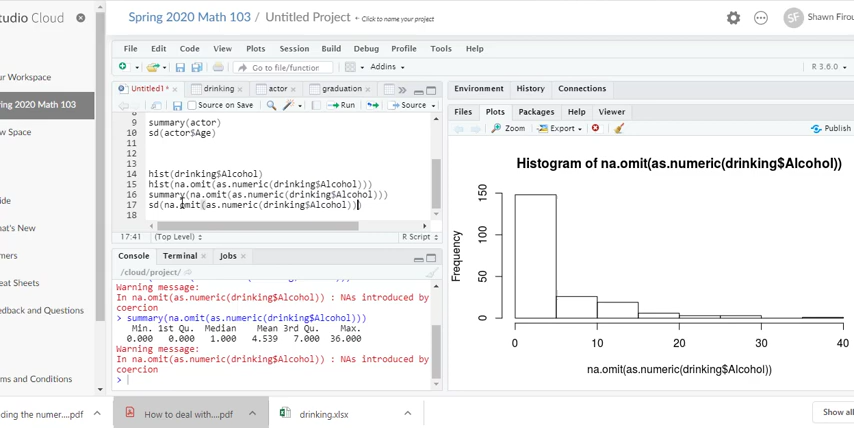 tudio Cloud
Spring 2020 Math 103 / Untitled Project
Click to name your project
SF
Shawn Firou
File Edit Code View Plots Session Build Debug Profile Tools Help
Go to file/function
Addins
R 3.6.0
ur Workspace
ring 2020 Math 103
w Space
ide
hat's New
mers
eat Sheets
edback and Questions
rms and Conditions
Untitled1* drinking actor graduation
Source on Save Run Source
8
9 summary(actor)
10 sd(actor$Age)
11
12
13
14 hist(drinking$Alcohol)
15 hist(na.omit(as.numeric(drinking$Alcohol)))
16 summary(na.omit(as.numeric(drinking$Alcohol)))
17 sd(na.omit(as.numeric(drinking$Alcohol)))
18
17:41 (Top Level) R Script
Console Terminal Jobs
/cloud/project/
Warning message:
In na.omit(as.numeric(drinking$Alcohol)) : NAs introduced by
coercion
> summary(na.omit(as.numeric(drinking$Alcohol)))
Min. 1st Qu. Median Mean 3rd Qu. Max.
0.000 0.000 1.000 4.539 7.000 36.000
Warning message:
In na.omit(as.numeric(drinking$Alcohol)) : NAs introduced by
coercion
>
Environment History Connections
Files Plots Packages Help Viewer
Zoom Export Publish
Histogram of na.omit(as.numeric(drinking$Alcohol))
Frequency
150
100
50
0
0 10 20 30 40
na.omit(as.numeric(drinking$Alcohol))
ding the numer....pdf
How to deal with....pdf
drinking.xlsx
Show all